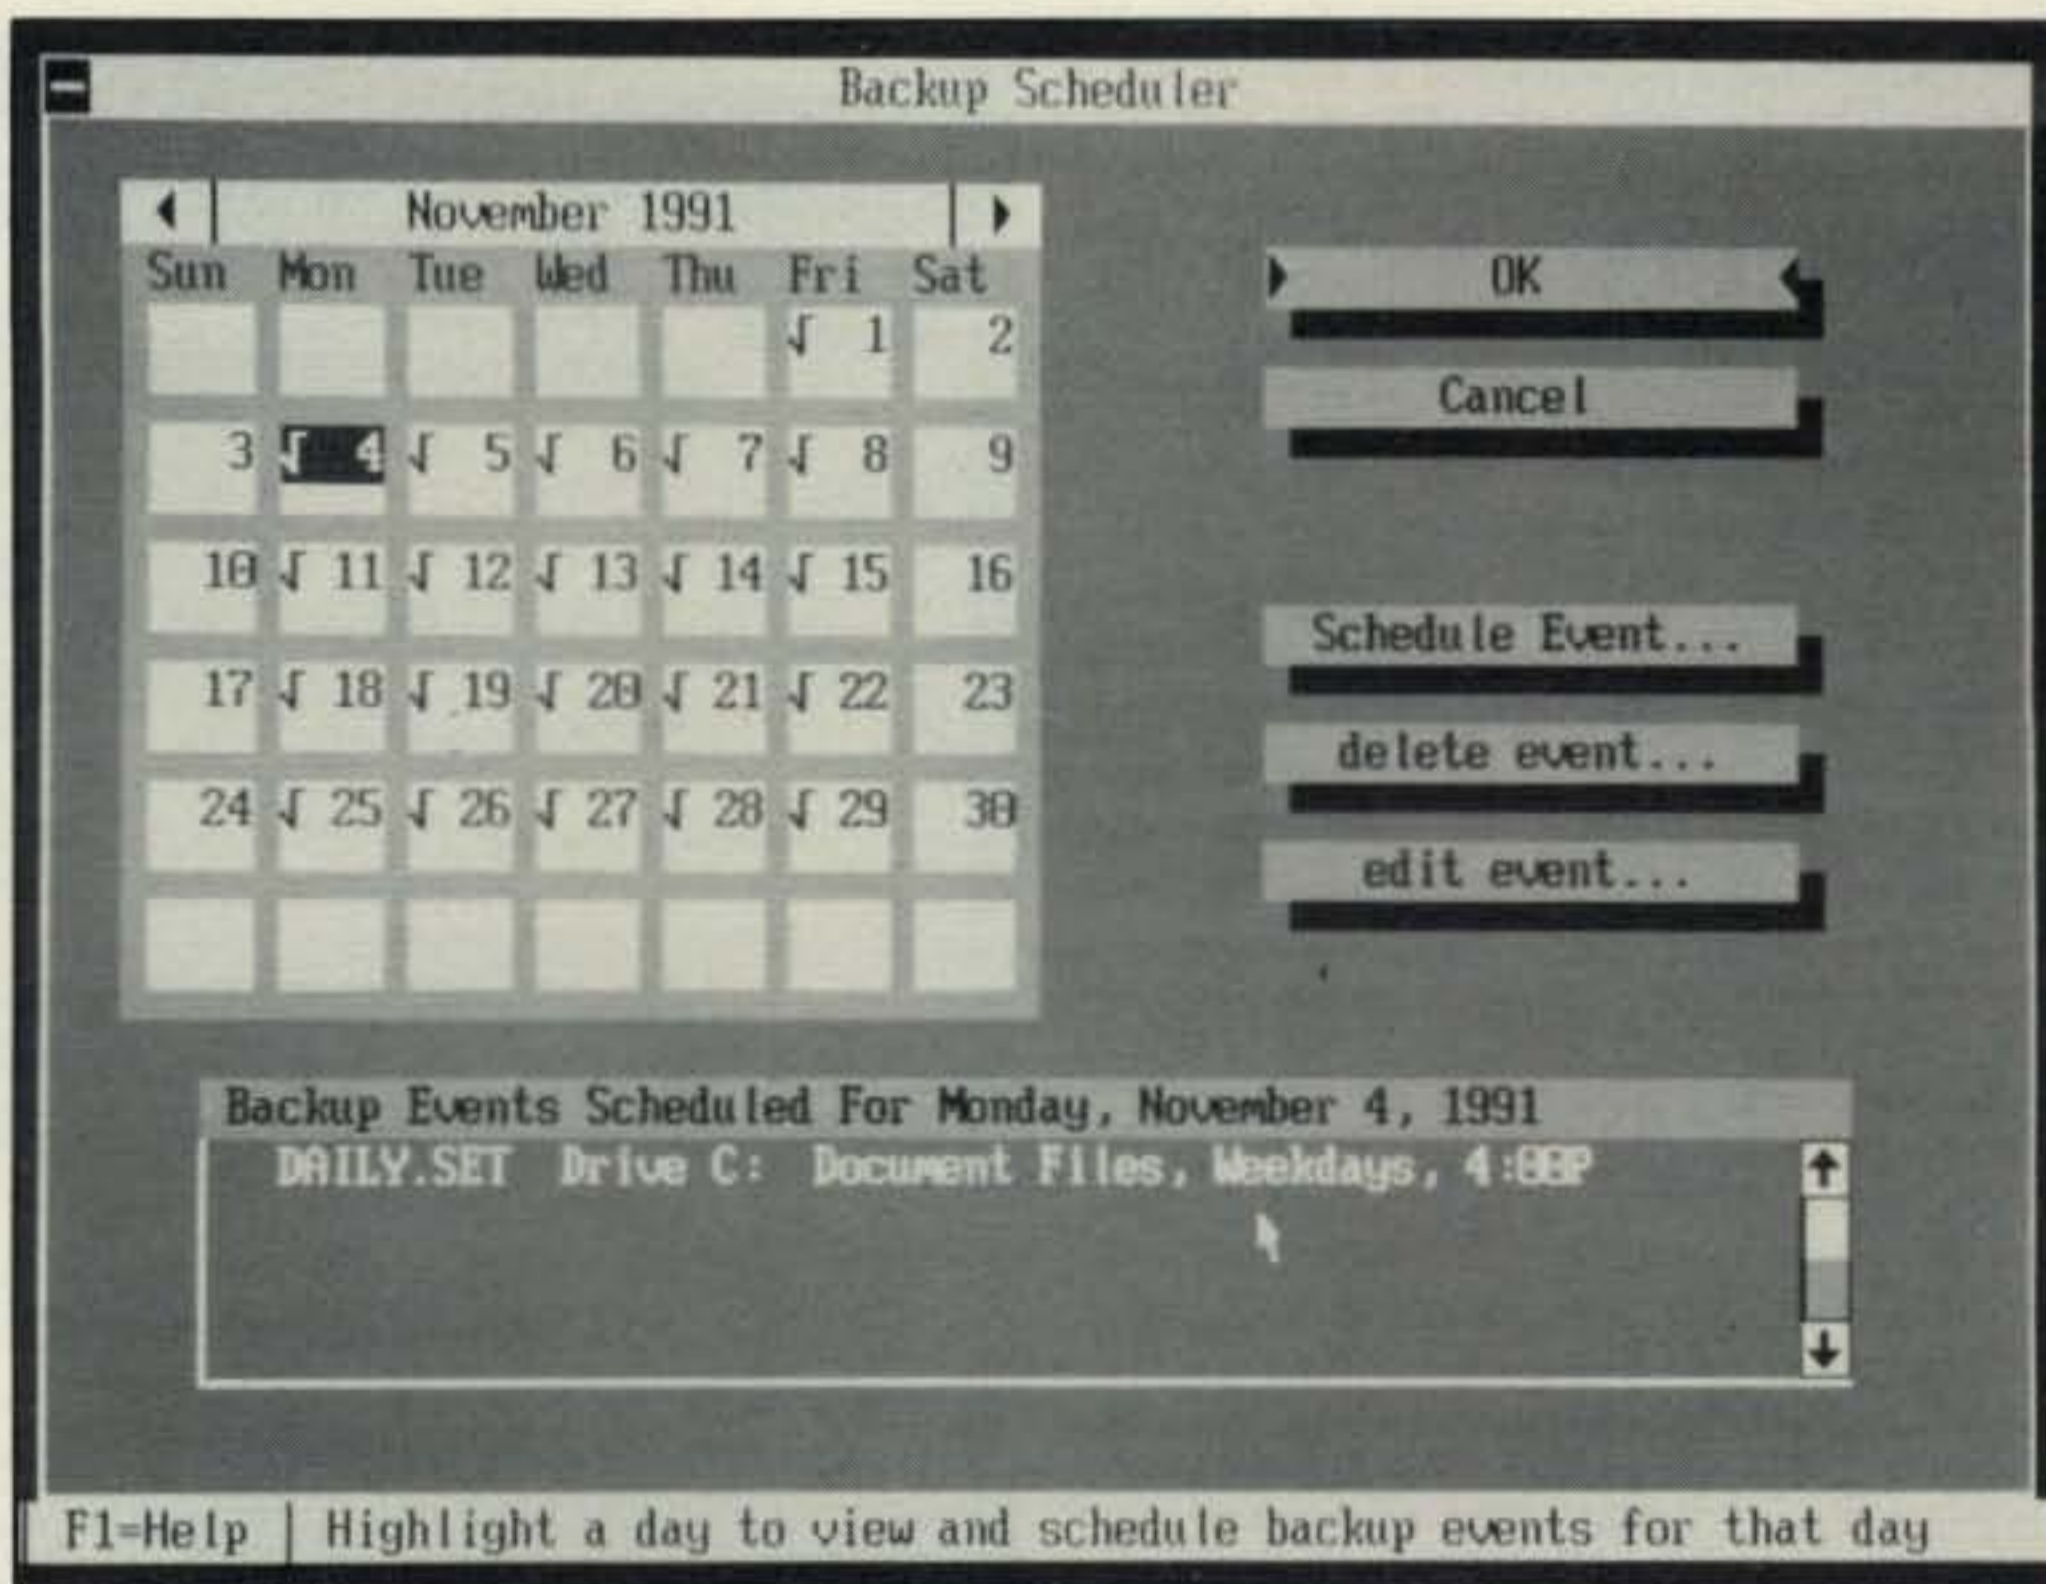 Backup Scheduler
November 1991
Sun Mon Tue Wed Thu Fri Sat
√ 1 2
3 √ 4 √ 5 √ 6 √ 7 √ 8 9
10 √ 11 √ 12 √ 13 √ 14 √ 15 16
17 √ 18 √ 19 √ 20 √ 21 √ 22 23
24 √ 25 √ 26 √ 27 √ 28 √ 29 30
OK
Cancel
Schedule Event...
delete event...
edit event...
Backup Events Scheduled For Monday, November 4, 1991
DAILY.SET Drive C: Document Files, Weekdays, 4:00P
F1=Help | Highlight a day to view and schedule backup events for that day